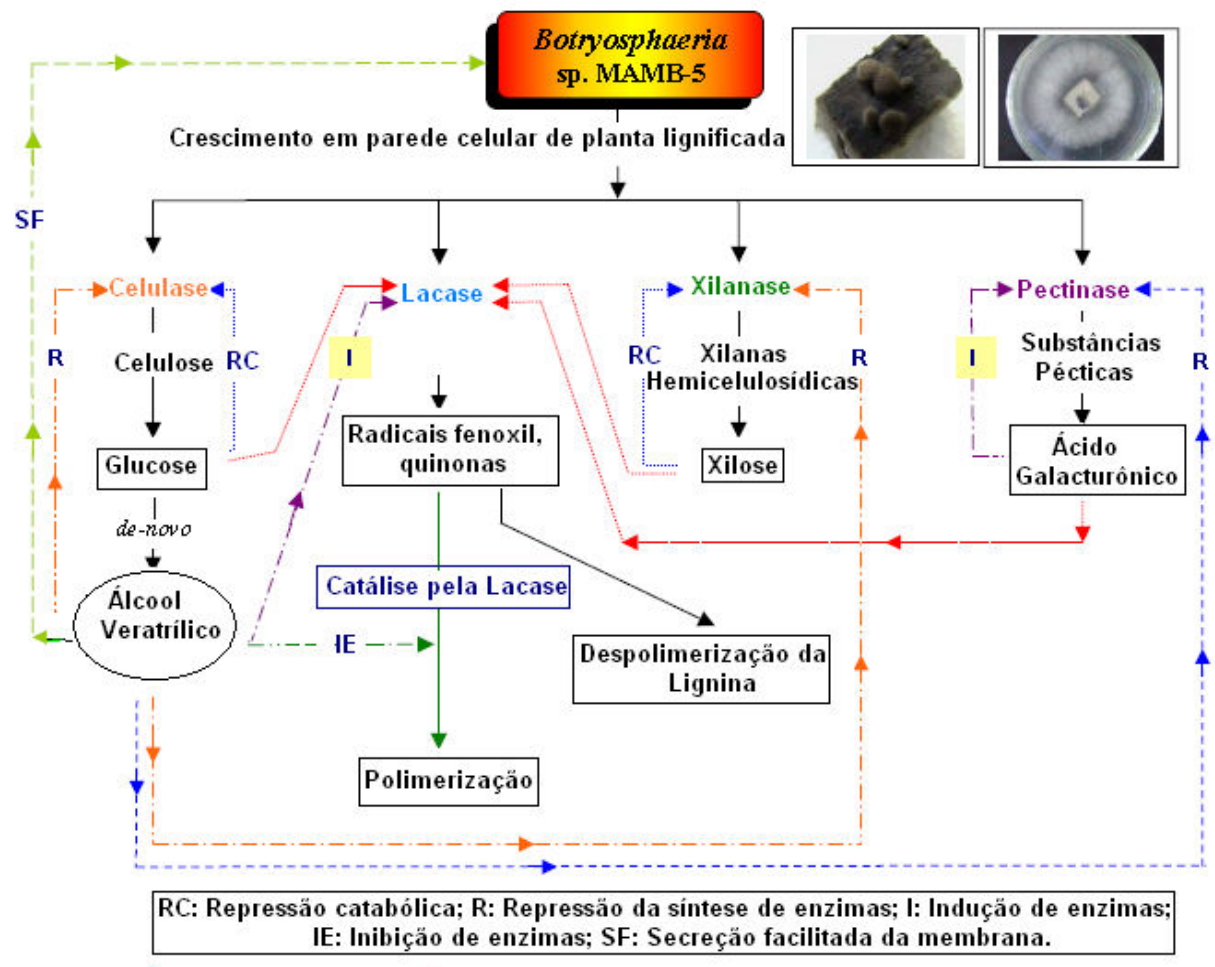 Botryosphaeria
sp. MAMB-5
Crescimento em parede celular de planta lignificada
SF
Celulase
Lacase
Xilanase
Pectinase
R
Celulose
RC
I
RC
Xilanas
Hemicelulosídicas
R
I
Substâncias
Pécticas
R
Glucose
Radicais fenoxil,
quinonas
Xilose
Ácido
Galacturônico
de-novo
Catálise pela Lacase
Álcool
Veratrílico
IE
Despolimerização da
Lignina
Polimerização
RC: Repressão catabólica; R: Repressão da síntese de enzimas; I: Indução de enzimas;
IE: Inibição de enzimas; SF: Secreção facilitada da membrana.